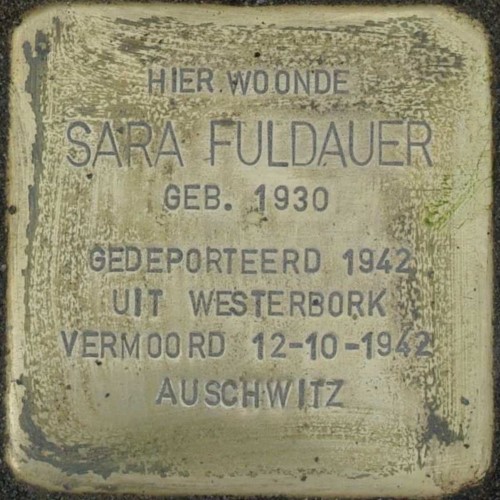 HIER WOONDE
SARA FULDAUER
GEB. 1930
GEDEPORTEERD 1942
UIT WESTERBORK
VERMOORD 12-10-1942
AUSCHWITZ